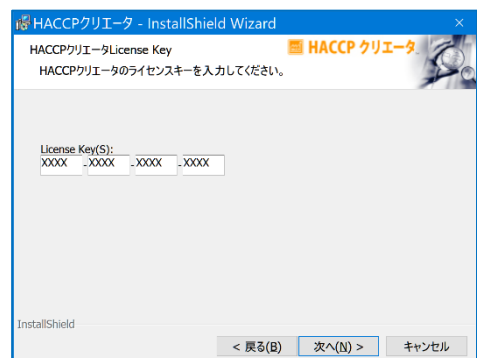 HACCPクリエータ - InstallShield Wizard
HACCPクリエータLicense Key
HACCP クリエータ
HACCPクリエータのライセンスキーを入力してください。
License Key(S):
XXXX - XXXX - XXXX - XXXX
InstallShield
< 戻る(B) 次へ(N) > キャンセル